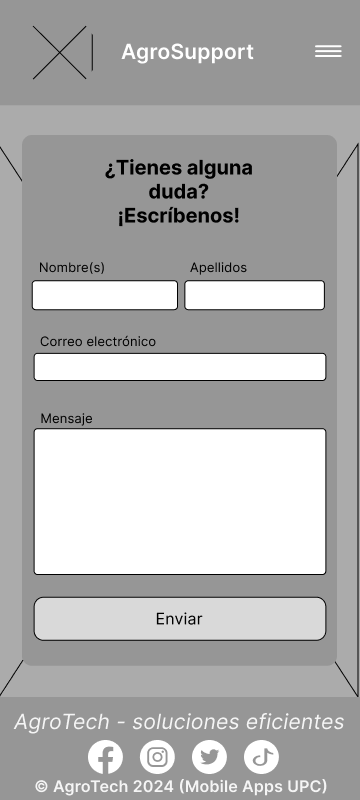 AgroSupport
¿Tienes alguna
duda?
¡Escríbenos!
Nombre(s) Apellidos
Correo electrónico
Mensaje
Enviar
AgroTech - soluciones eficientes
© AgroTech 2024 (Mobile Apps UPC)